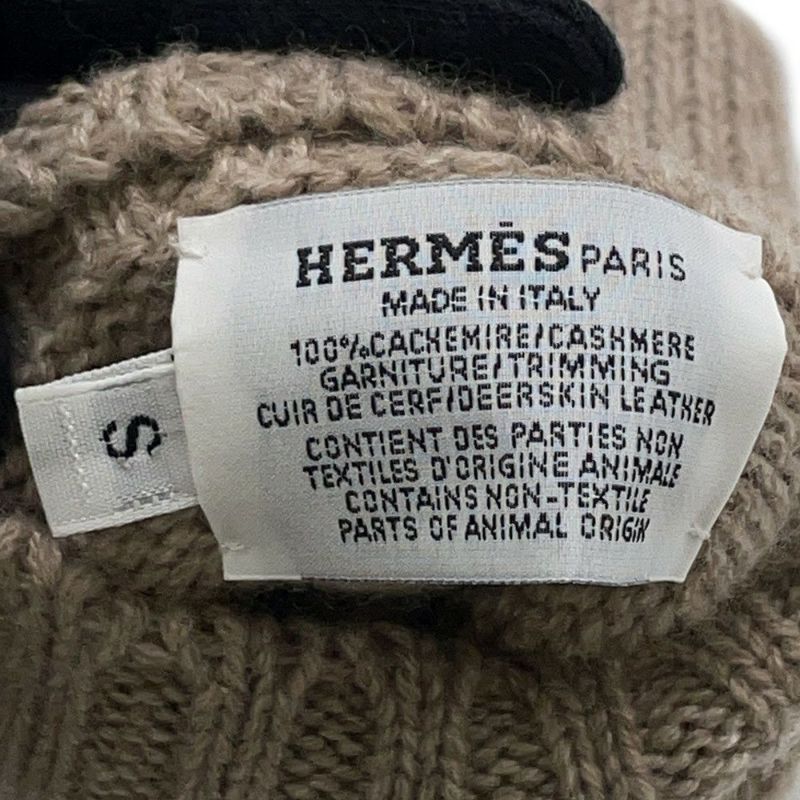 HERMĒS PARIS
MADE IN ITALY
100%CACHEMIRE/CASHMERE
GARNITURE/TRIMMING
CUIR DE CERF/DEERSKIN LEATHER
CONTIENT DES PARTIES NON
TEXTILES D'ORIGINE ANIMALE
CONTAINS NON-TEXTILE
PARTS OF ANIMAL ORIGIN
S